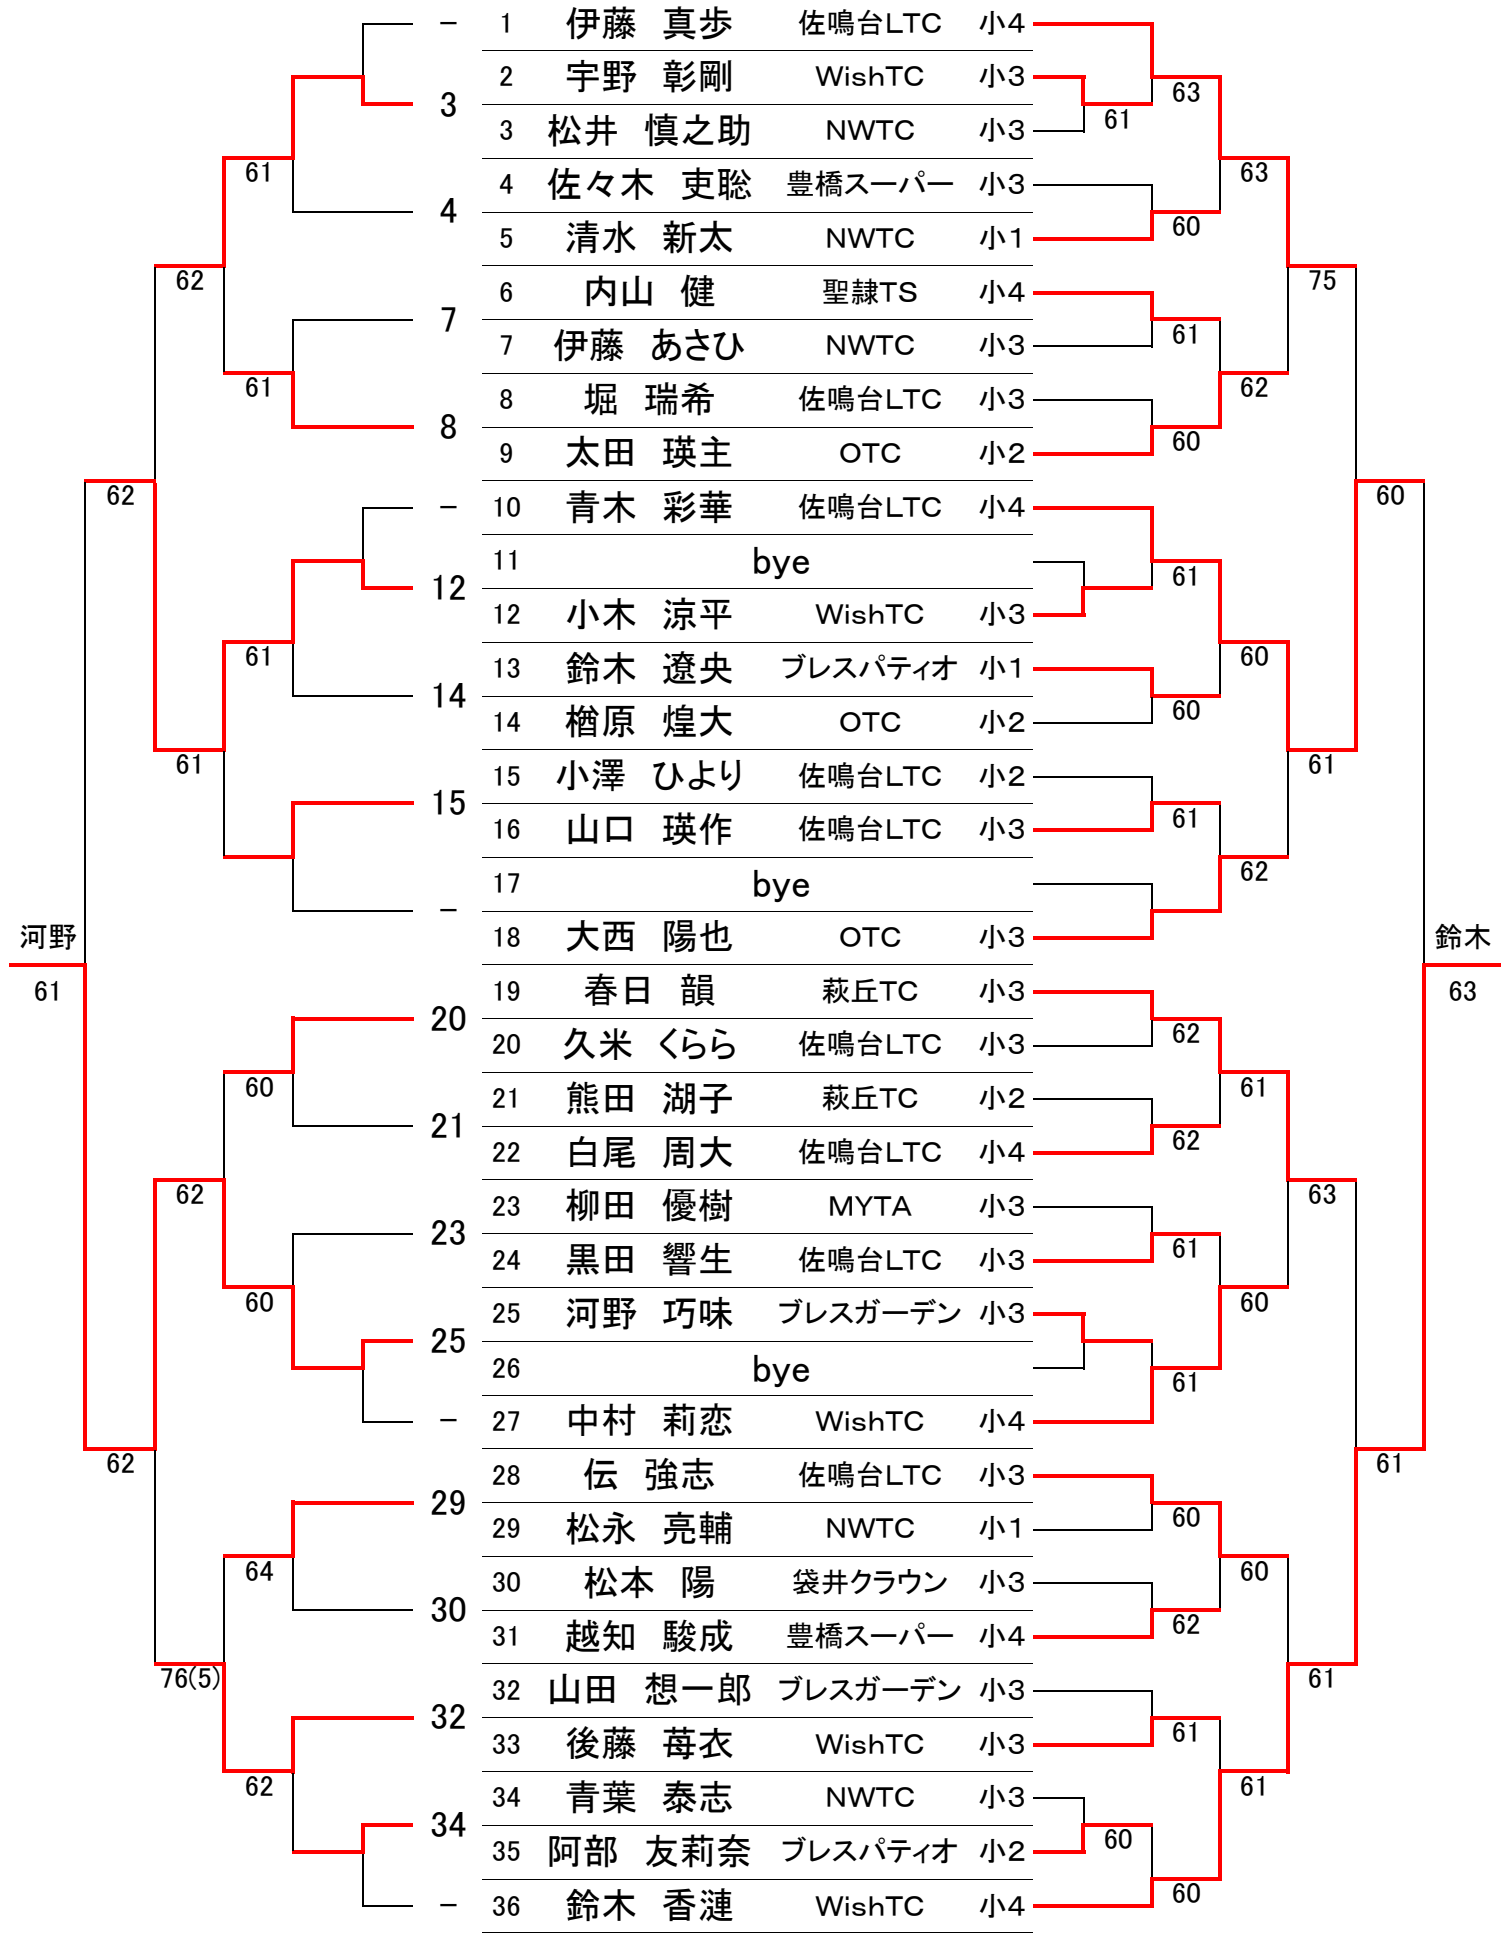 - 1 伊藤 真歩 佐鳴台LTC 小4
2 宇野 彰剛 WishTC 小3 63
3 61
3 松井 慎之助 NWTC 小3
61 63
4 佐々木 吏聡 豊橋スーパー 小3
4 60
5 清水 新太 NWTC 小1
62 75
6 内山 健 聖隷TS 小4
7 61
7 伊藤 あさひ NWTC 小3
61 62
8 堀 瑞希 佐鳴台LTC 小3
8 60
9 太田 瑛主 OTC 小2
62 60
- 10 青木 彩華 佐鳴台LTC 小4
11 bye 61
12
12 小木 涼平 WishTC 小3
61 60
13 鈴木 遼央 ブレスパティオ 小1
14 60
14 楢原 煌大 OTC 小2
61 61
15 小澤 ひより 佐鳴台LTC 小2
15 61
16 山口 瑛作 佐鳴台LTC 小3
62
17 bye
-
18 大西 陽也 OTC 小3
河野 鈴木
61 63
19 春日 韻 萩丘TC 小3
20 62
20 久米 くらら 佐鳴台LTC 小3
60 61
21 熊田 湖子 萩丘TC 小2
21 62
22 白尾 周大 佐鳴台LTC 小4
62 63
23 柳田 優樹 MYTA 小3
23 61
24 黒田 響生 佐鳴台LTC 小3
60 60
25 河野 巧味 ブレスガーデン 小3
25
26 bye 61
- 27 中村 莉恋 WishTC 小4
62 61
28 伝 強志 佐鳴台LTC 小3
29 60
29 松永 亮輔 NWTC 小1
64 60
30 松本 陽 袋井クラウン 小3
30 62
31 越知 駿成 豊橋スーパー 小4
76(5) 61
32 山田 想一郎 ブレスガーデン 小3
32 61
33 後藤 苺衣 WishTC 小3
62 61
34 青葉 泰志 NWTC 小3
34 60
35 阿部 友莉奈 ブレスパティオ 小2
60
- 36 鈴木 香漣 WishTC 小4